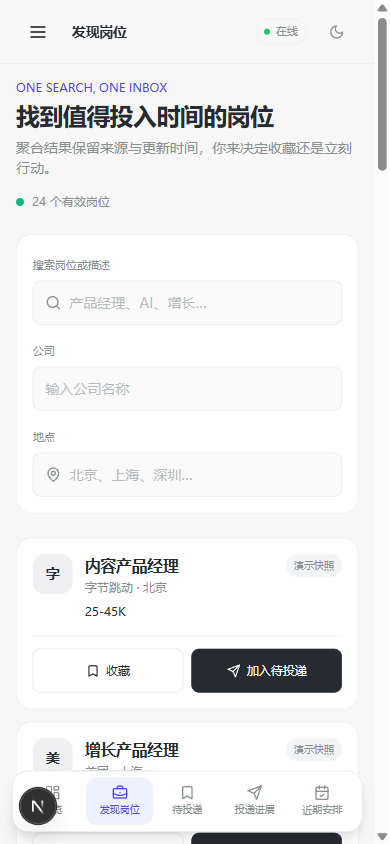 发现岗位
在线
ONE SEARCH, ONE INBOX
找到值得投入时间的岗位
聚合结果保留来源与更新时间，你来决定收藏还是立刻
行动。
24 个有效岗位
搜索岗位或描述
产品经理、AI、增长...
公司
输入公司名称
地点
北京、上海、深圳...
字
内容产品经理
演示快照
字节跳动 · 北京
25-45K
收藏
加入待投递
美
增长产品经理
演示快照
N
发现岗位
待投递
投递进展
近期安排